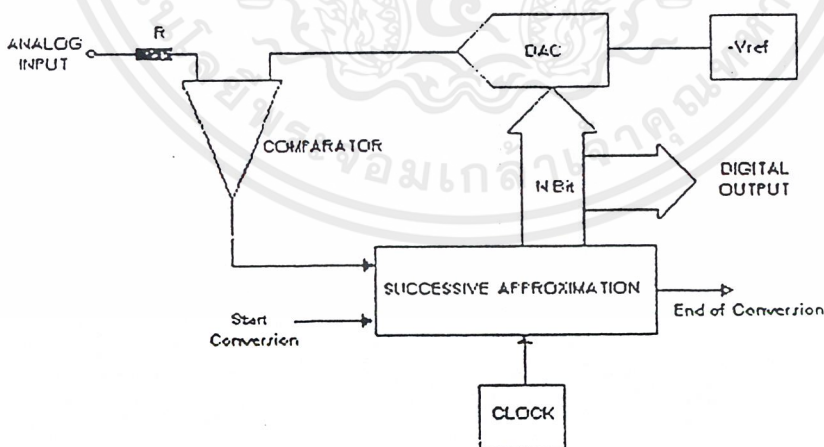 ANALOG
INPUT
R
DAC
-Vref
COMPARATOR
N Bit
DIGITAL
OUTPUT
SUCCESSIVE APPROXIMATION
Start
Conversion
End of Conversion
CLOCK